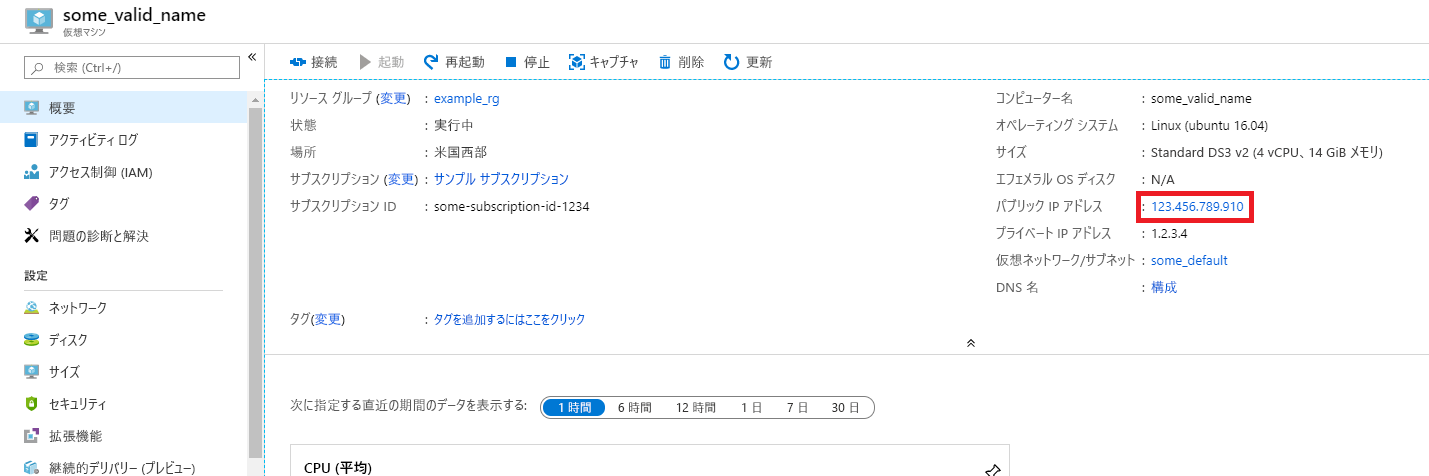 some_valid_name
仮想マシン
検索 (Ctrl+/)
«
接続 起動 再起動 停止 キャプチャ 削除 更新
概要
アクティビティ ログ
アクセス制御 (IAM)
タグ
問題の診断と解決
設定
ネットワーク
ディスク
サイズ
セキュリティ
拡張機能
継続的デリバリー (プレビュー)
リソース グループ (変更) : example_rg
状態 : 実行中
場所 : 米国西部
サブスクリプション (変更) : サンプル サブスクリプション
サブスクリプション ID : some-subscription-id-1234
コンピューター名 : some_valid_name
オペレーティング システム : Linux (ubuntu 16.04)
サイズ : Standard DS3 v2 (4 vCPU、14 GiB メモリ)
エフェメラル OS ディスク : N/A
パブリック IP アドレス : 123.456.789.910
プライベート IP アドレス : 1.2.3.4
仮想ネットワーク/サブネット : some_default
DNS 名 : 構成
タグ(変更) : タグを追加するにはここをクリック
次に指定する直近の期間のデータを表示する: 1 時間 6 時間 12 時間 1 日 7 日 30 日
CPU (平均)